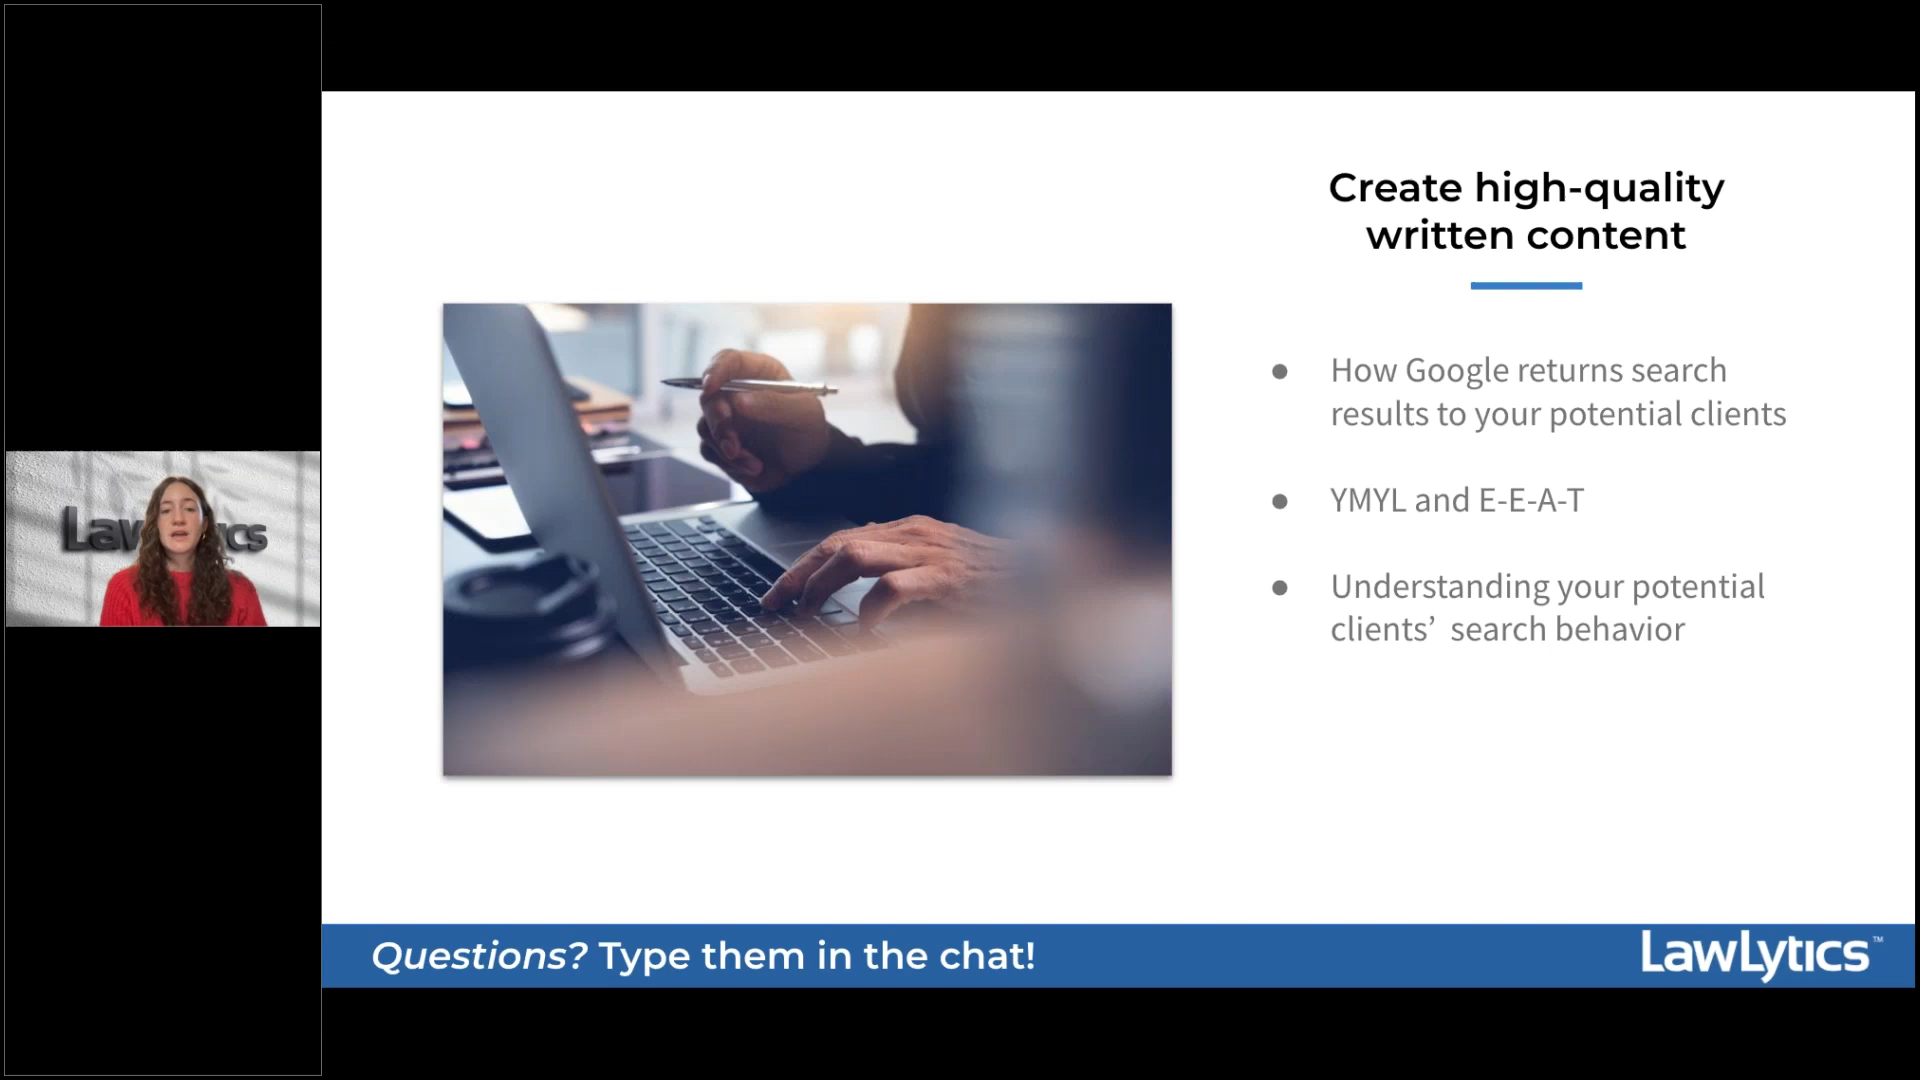 Create high-quality
written content
● How Google returns search
results to your potential clients
● YMYL and E-E-A-T
● Understanding your potential
clients’  search behavior
Questions? Type them in the chat!
LawLytics™